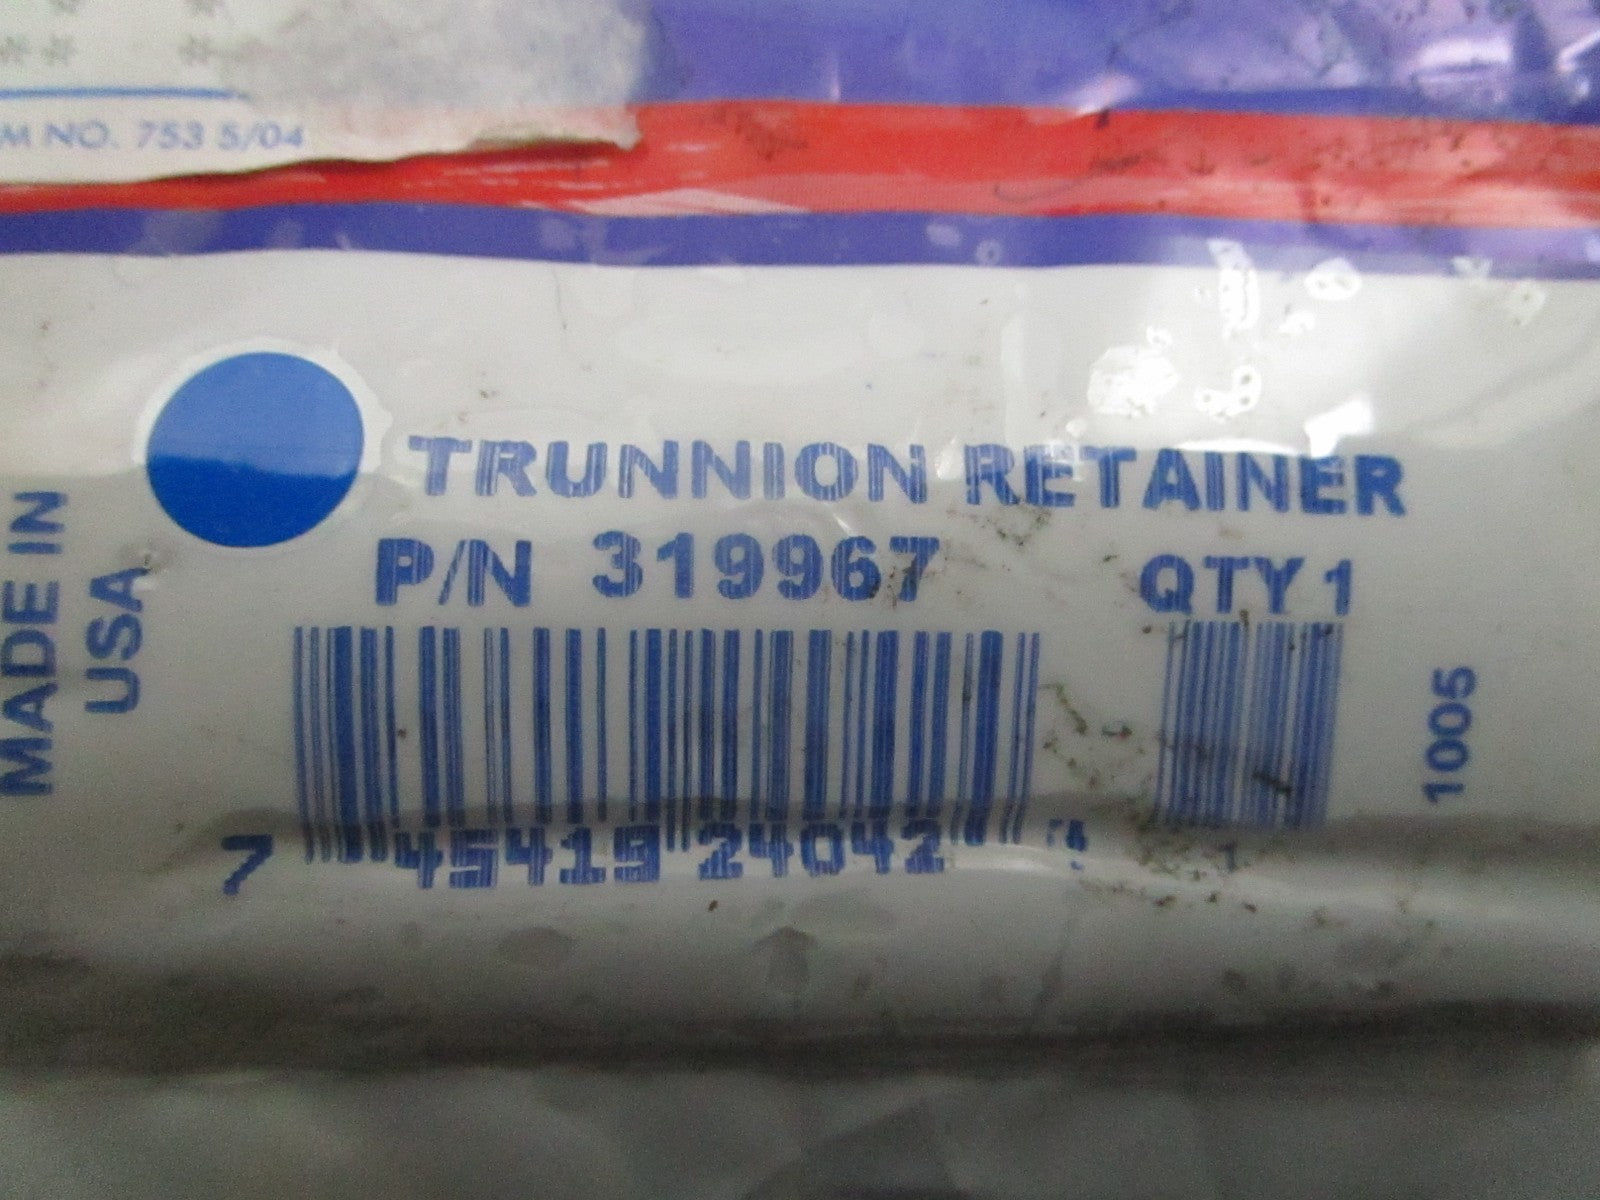 M NO. 753 5/04
MADE IN
USA
TRUNNION RETAINER
P/N 319967 QTY 1
7 45419 24042
1005